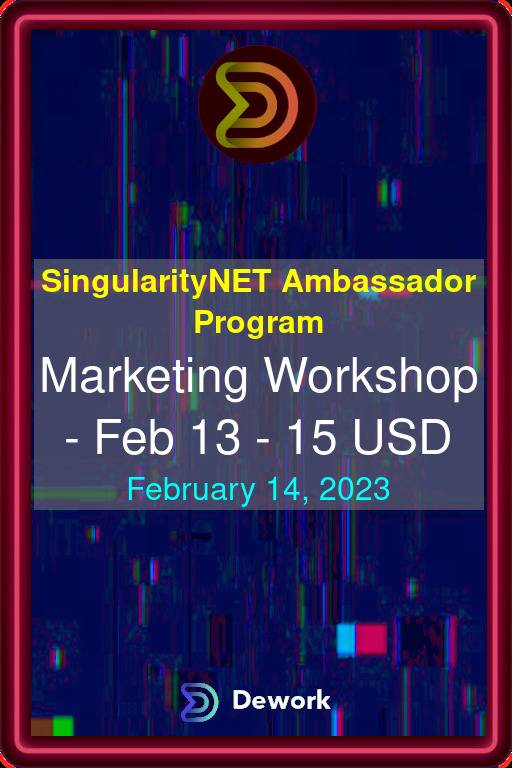 SingularityNET Ambassador
Program
Marketing Workshop
- Feb 13 - 15 USD
February 14, 2023
Dework